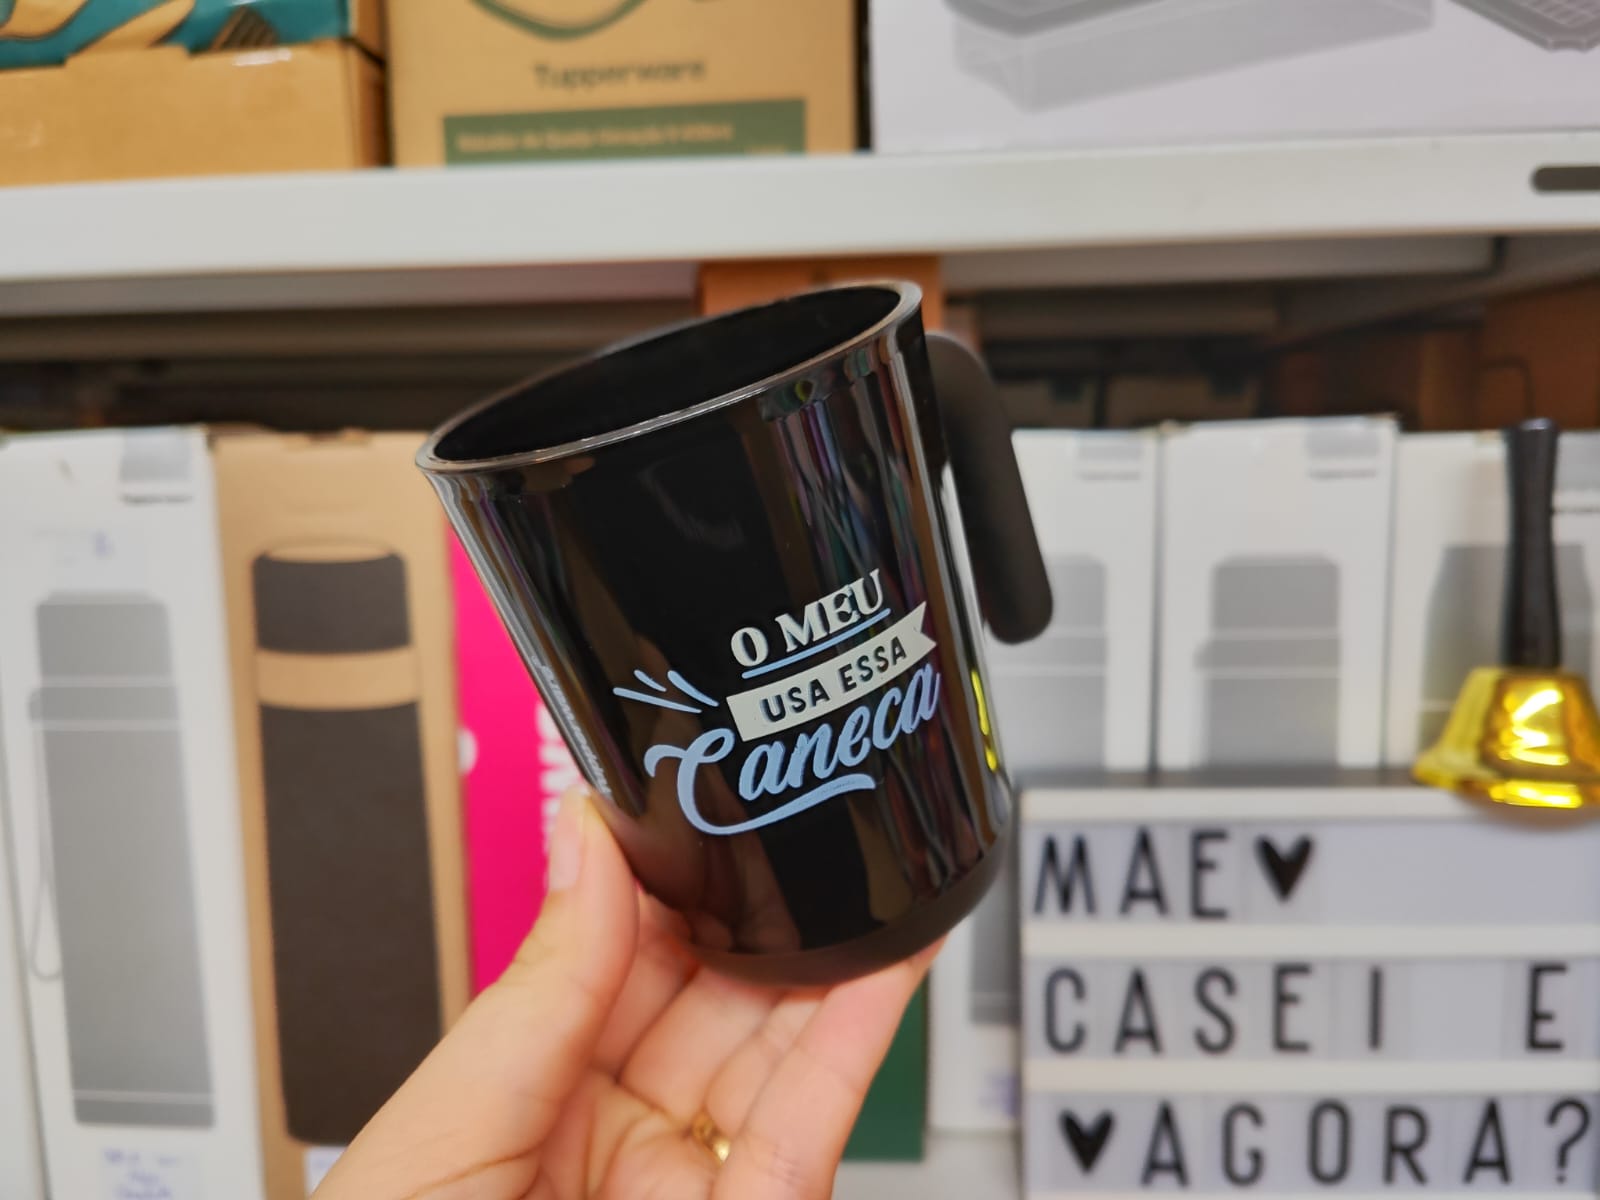 Tupperware
O MEU
USA ESSA
Caneca
MAE♥
CASEI E
♥AGORA?